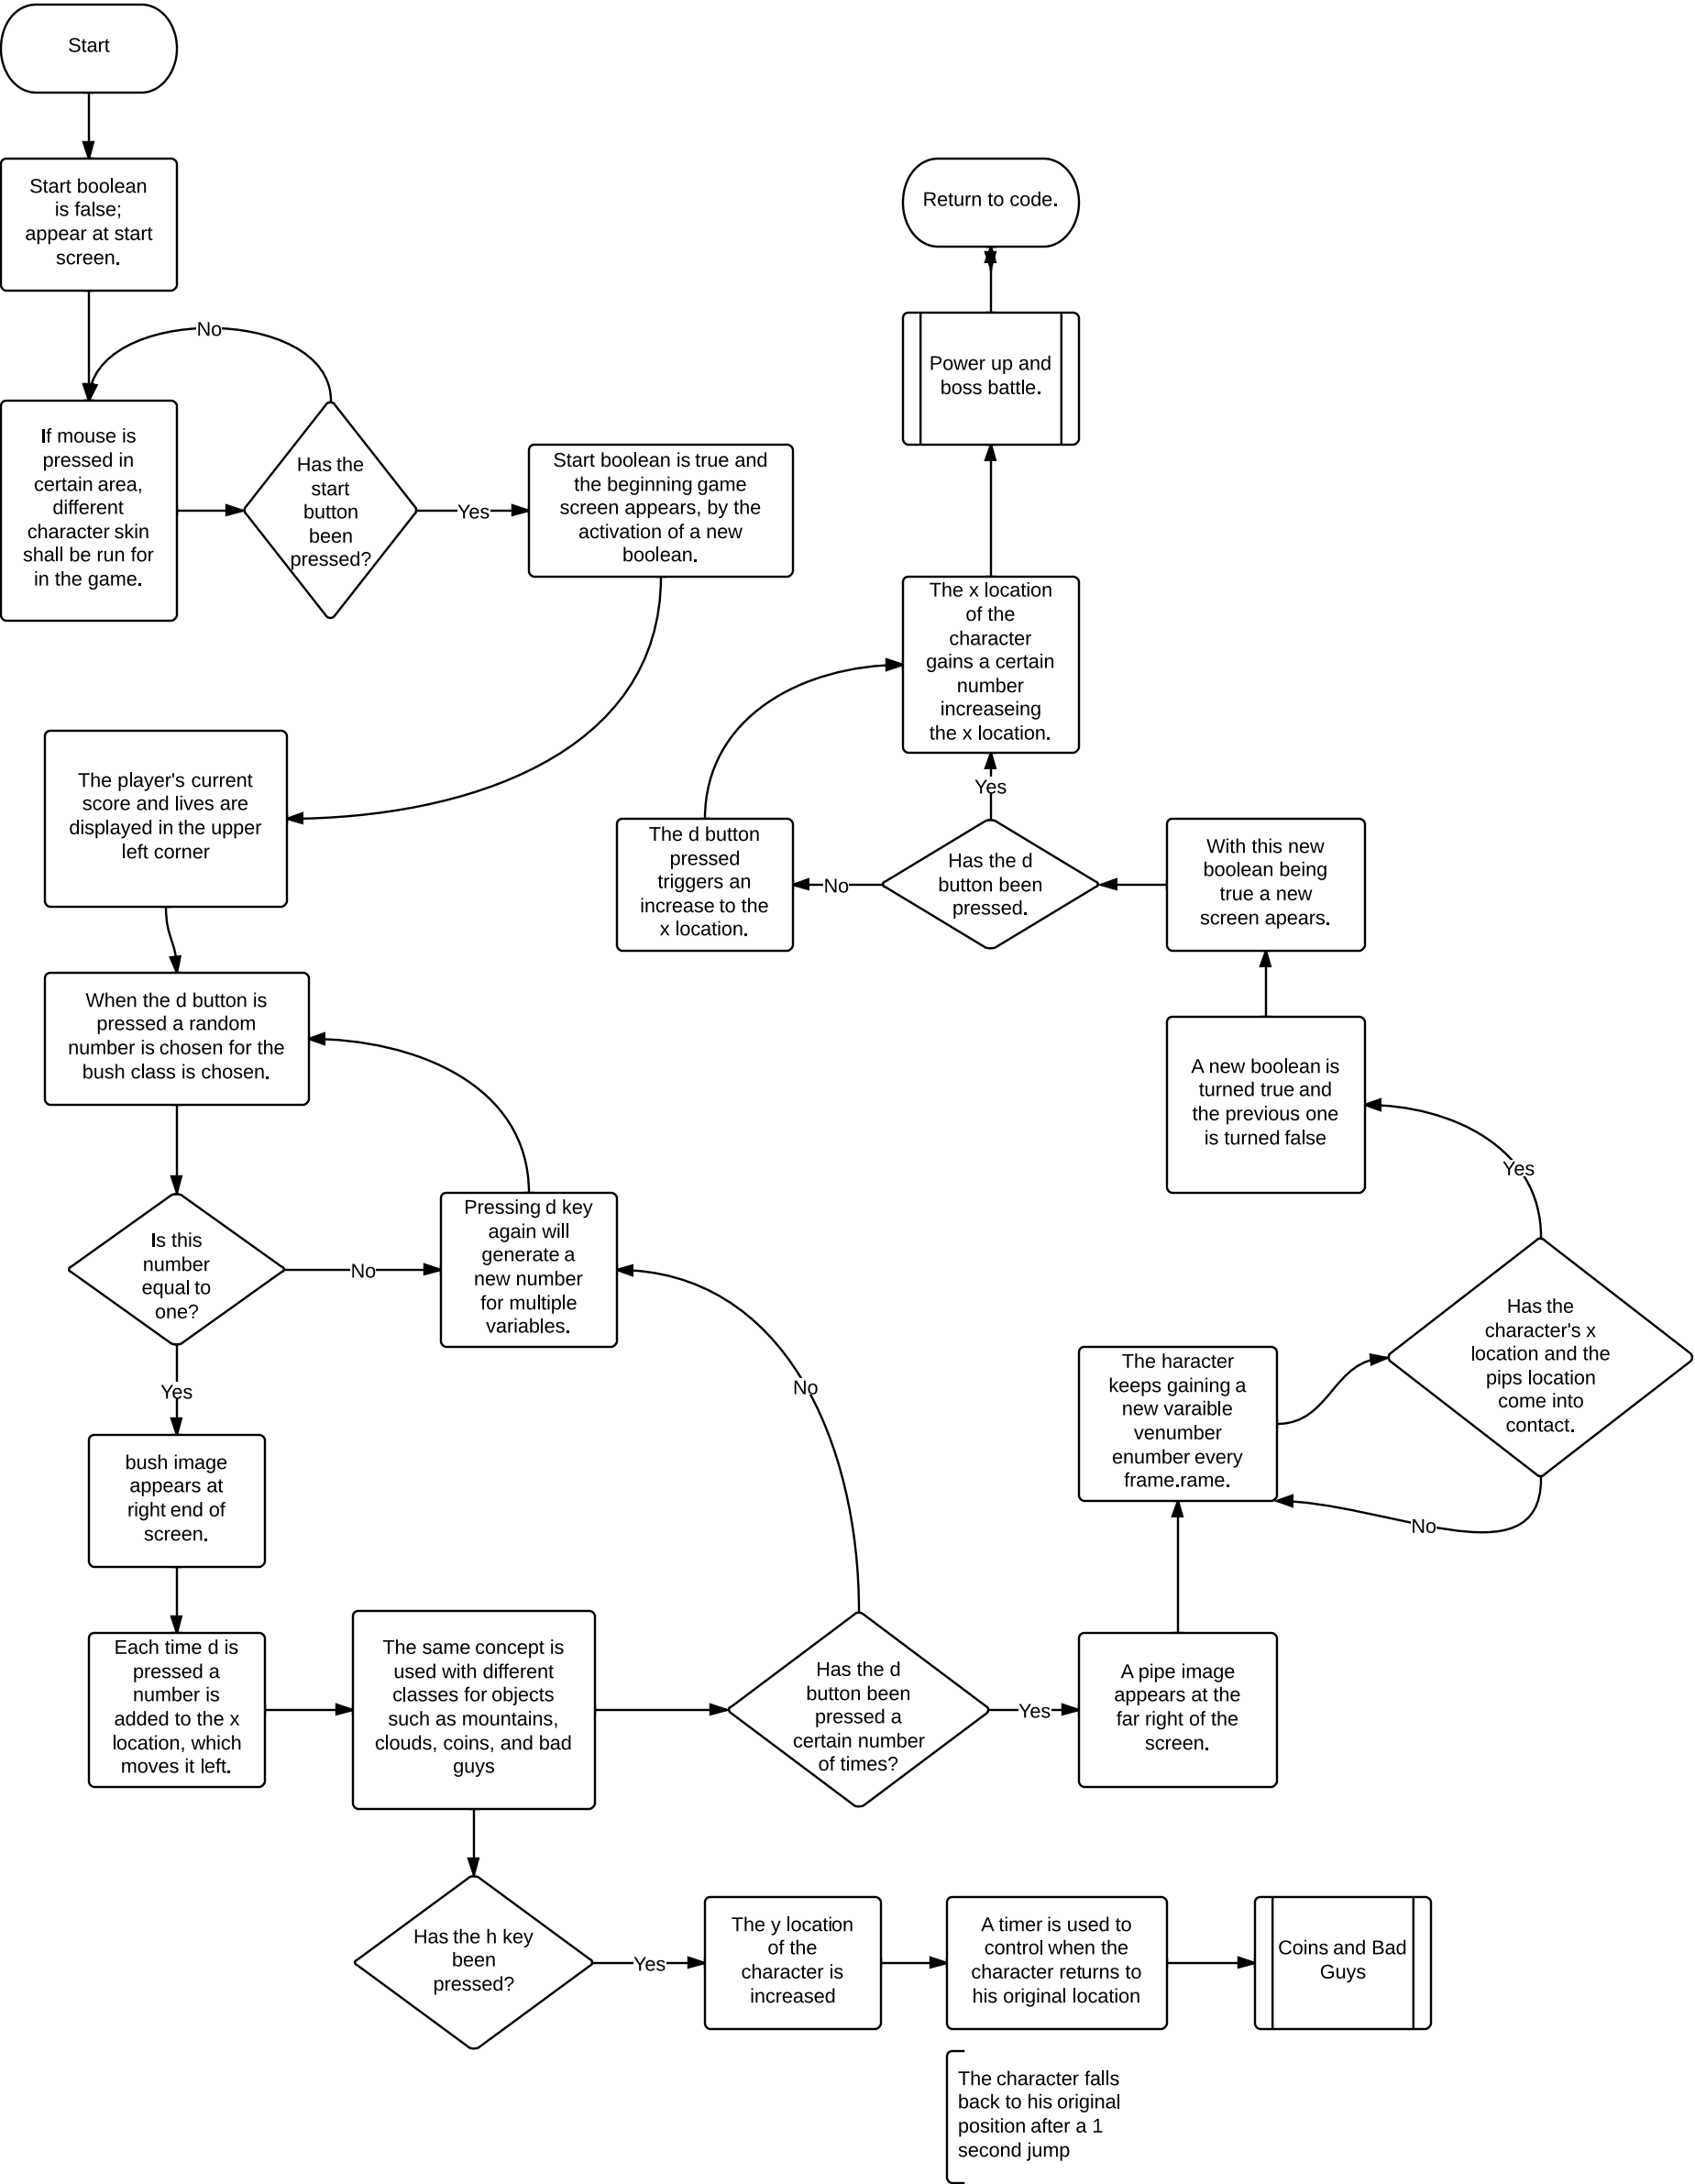 Start
Start boolean
is false;
appear at start
screen.
No
If mouse is
pressed in
certain area,
different
character skin
shall be run for
in the game.
Has the
start
button
been
pressed?
Yes
Start boolean is true and
the beginning game
screen appears, by the
activation of a new
boolean.
The player's current
score and lives are
displayed in the upper
left corner
When the d button is
pressed a random
number is chosen for the
bush class is chosen.
Is this
number
equal to
one?
No
Pressing d key
again will
generate a
new number
for multiple
variables.
Yes
bush image
appears at
right end of
screen.
Each time d is
pressed a
number is
added to the x
location, which
moves it left.
The same concept is
used with different
classes for objects
such as mountains,
clouds, coins, and bad
guys
Has the d
button been
pressed a
certain number
of times?
No
Yes
A pipe image
appears at the
far right of the
screen.
The haracter
keeps gaining a
new varaible
venumber
enumber every
frame.rame.
Has the
character's x
location and the
pips location
come into
contact.
No
Yes
A new boolean is
turned true and
the previous one
is turned false
With this new
boolean being
true a new
screen apears.
Has the d
button been
pressed.
No
The d button
pressed
triggers an
increase to the
x location.
Yes
The x location
of the
character
gains a certain
number
increaseing
the x location.
Power up and
boss battle.
Return to code.
Has the h key
been
pressed?
Yes
The y location
of the
character is
increased
A timer is used to
control when the
character returns to
his original location
Coins and Bad
Guys
The character falls
back to his original
position after a 1
second jump